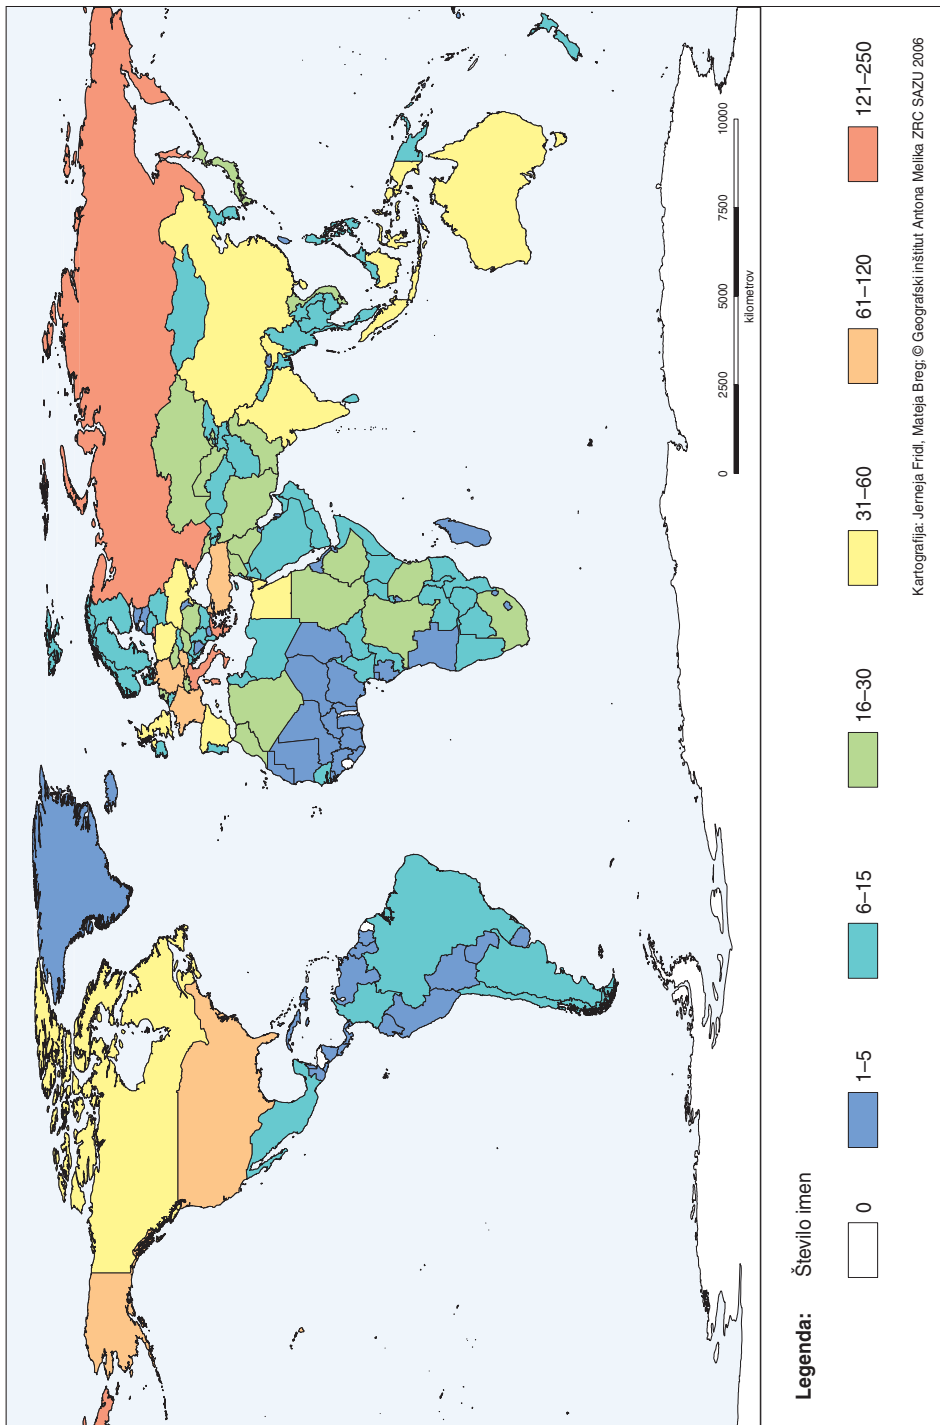 0 2500 5000 7500 10000
kilometrov
Legenda: Število imen
0 1–5 6–15 16–30 31–60 61–120 121–250
Kartografija: Jerneja Fridl, Mateja Breg; © Geografski inštitut Antona Melika ZRC SAZU 2006